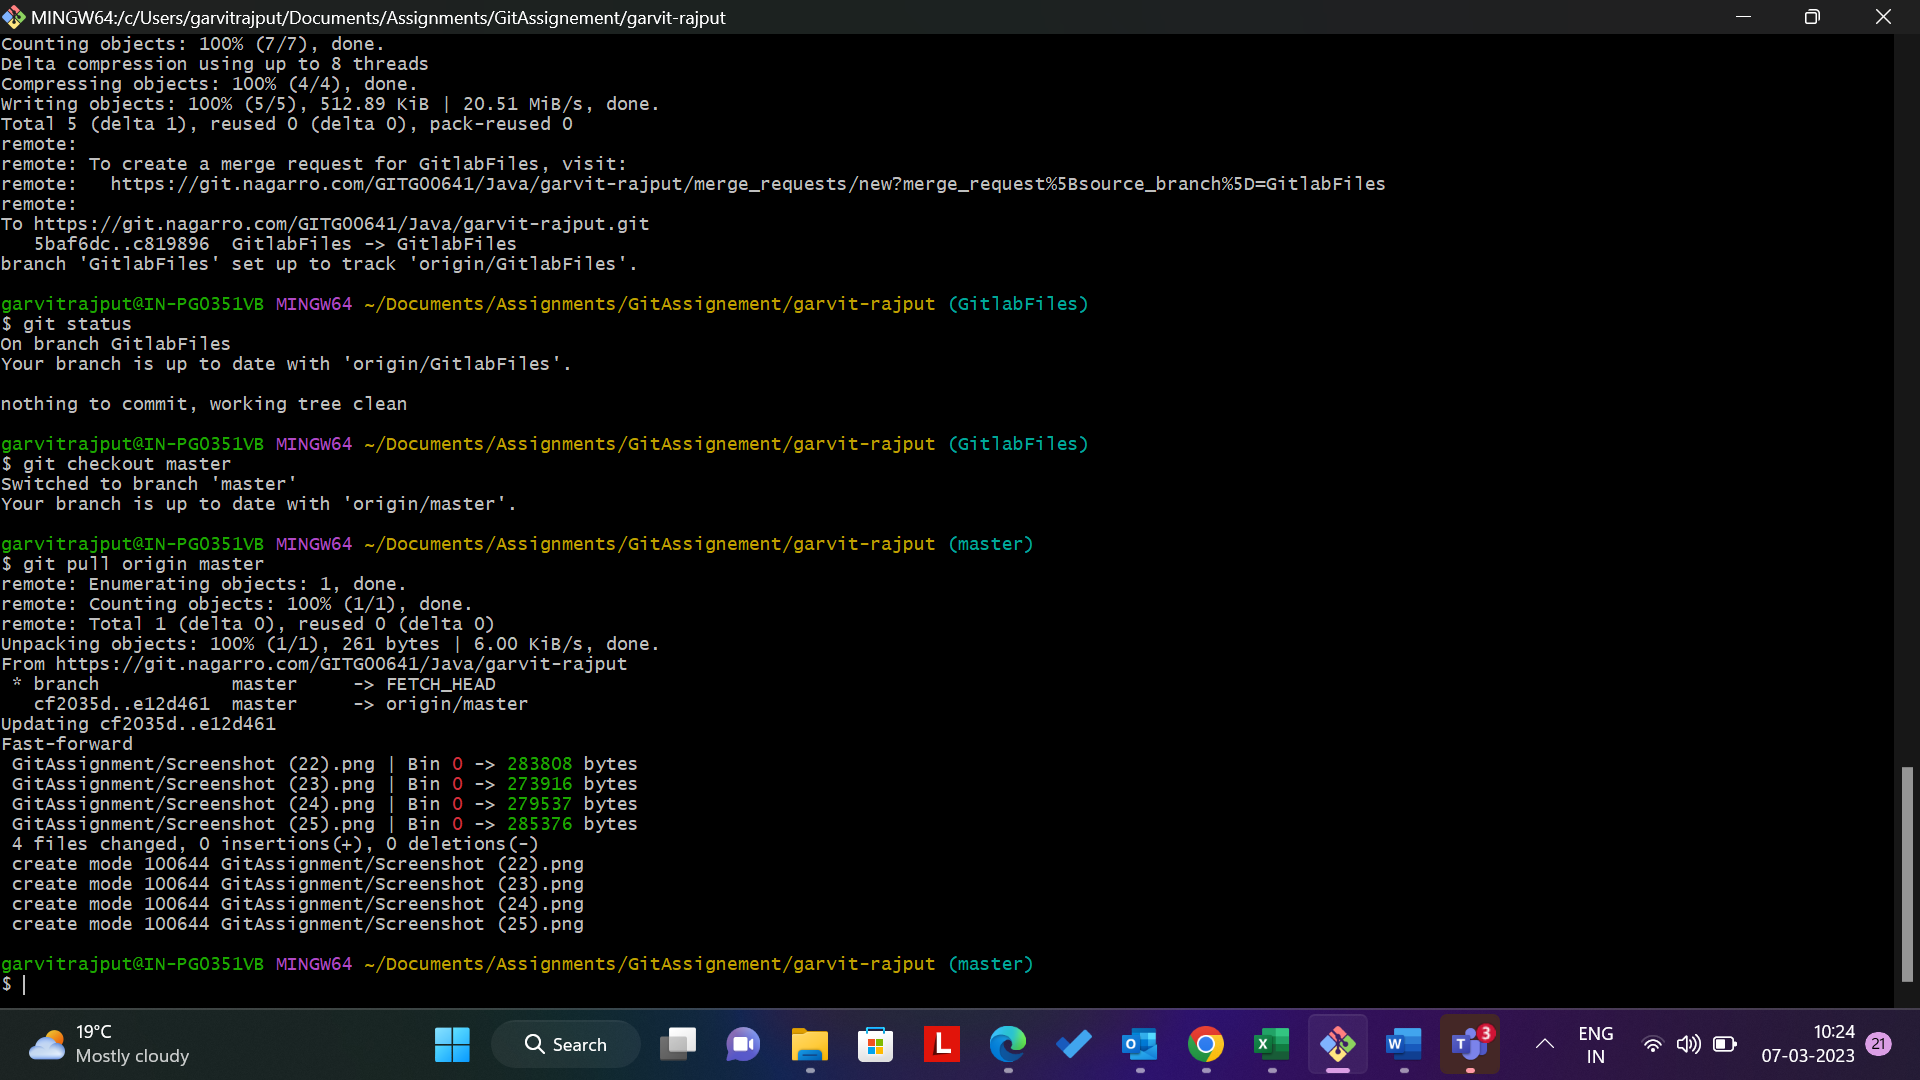 MINGW64:/c/Users/garvitrajput/Documents/Assignments/GitAssignement/garvit-rajput
Counting objects: 100% (7/7), done.
Delta compression using up to 8 threads
Compressing objects: 100% (4/4), done.
Writing objects: 100% (5/5), 512.89 KiB | 20.51 MiB/s, done.
Total 5 (delta 1), reused 0 (delta 0), pack-reused 0
remote:
remote: To create a merge request for GitlabFiles, visit:
remote:   https://git.nagarro.com/GITG00641/Java/garvit-rajput/merge_requests/new?merge_request%5Bsource_branch%5D=GitlabFiles
remote:
To https://git.nagarro.com/GITG00641/Java/garvit-rajput.git
   5baf6dc..c819896  GitlabFiles -> GitlabFiles
branch 'GitlabFiles' set up to track 'origin/GitlabFiles'.
garvitrajput@IN-PG0351VB MINGW64 ~/Documents/Assignments/GitAssignement/garvit-rajput (GitlabFiles)
$ git status
On branch GitlabFiles
Your branch is up to date with 'origin/GitlabFiles'.
nothing to commit, working tree clean
garvitrajput@IN-PG0351VB MINGW64 ~/Documents/Assignments/GitAssignement/garvit-rajput (GitlabFiles)
$ git checkout master
Switched to branch 'master'
Your branch is up to date with 'origin/master'.
garvitrajput@IN-PG0351VB MINGW64 ~/Documents/Assignments/GitAssignement/garvit-rajput (master)
$ git pull origin master
remote: Enumerating objects: 1, done.
remote: Counting objects: 100% (1/1), done.
remote: Total 1 (delta 0), reused 0 (delta 0)
Unpacking objects: 100% (1/1), 261 bytes | 6.00 KiB/s, done.
From https://git.nagarro.com/GITG00641/Java/garvit-rajput
 * branch            master     -> FETCH_HEAD
   cf2035d..e12d461  master     -> origin/master
Updating cf2035d..e12d461
Fast-forward
 GitAssignment/Screenshot (22).png | Bin 0 -> 283808 bytes
 GitAssignment/Screenshot (23).png | Bin 0 -> 273916 bytes
 GitAssignment/Screenshot (24).png | Bin 0 -> 279537 bytes
 GitAssignment/Screenshot (25).png | Bin 0 -> 285376 bytes
 4 files changed, 0 insertions(+), 0 deletions(-)
 create mode 100644 GitAssignment/Screenshot (22).png
 create mode 100644 GitAssignment/Screenshot (23).png
 create mode 100644 GitAssignment/Screenshot (24).png
 create mode 100644 GitAssignment/Screenshot (25).png
garvitrajput@IN-PG0351VB MINGW64 ~/Documents/Assignments/GitAssignement/garvit-rajput (master)
$
19°C
Mostly cloudy
Search
L
O
X
W
T
3
ENG
IN
10:24
07-03-2023
21